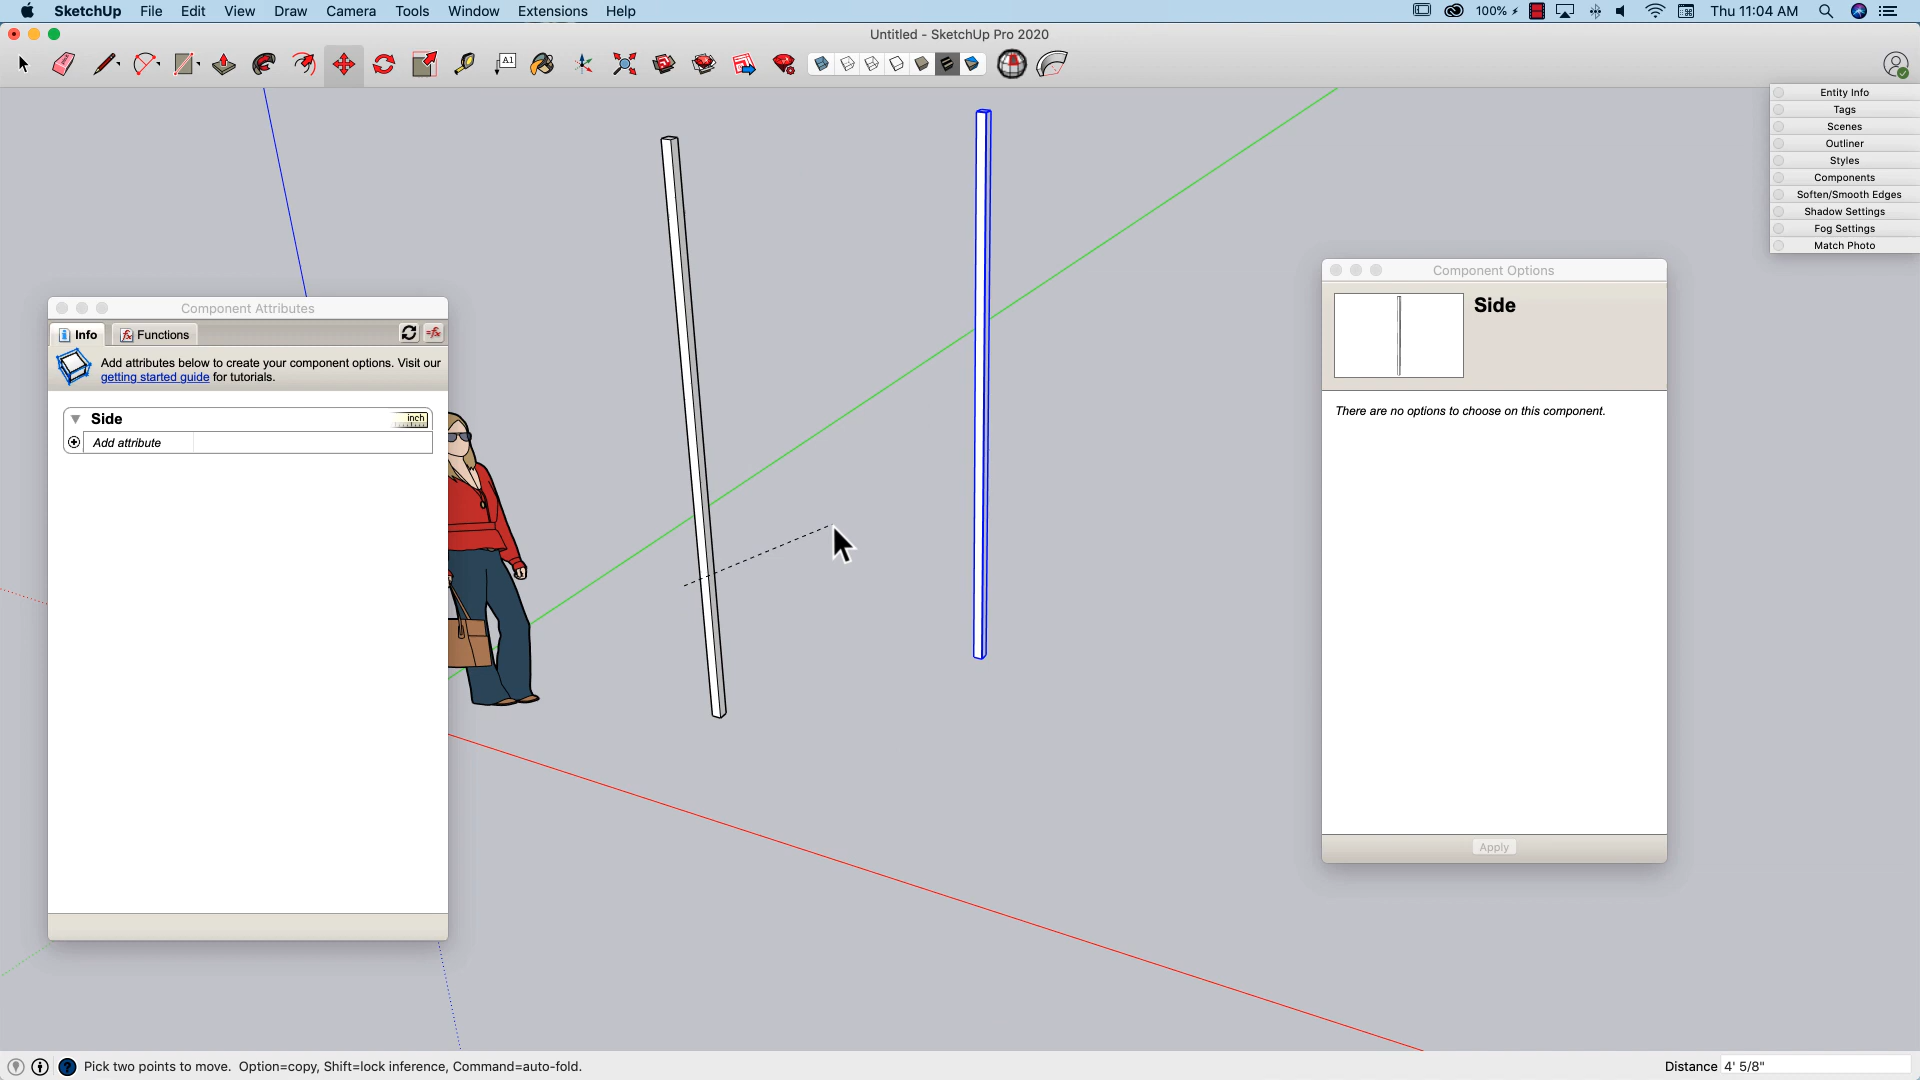 SketchUp File Edit View Draw Camera Tools Window Extensions Help
100% Thu 11:04 AM
Untitled - SketchUp Pro 2020
A1
Entity Info
Tags
Scenes
Outliner
Styles
Components
Soften/Smooth Edges
Shadow Settings
Fog Settings
Match Photo
Component Attributes
Info Functions
Add attributes below to create your component options. Visit our
getting started guide for tutorials.
Side inch
Add attribute
Component Options
Side
There are no options to choose on this component.
Apply
Pick two points to move. Option=copy, Shift=lock inference, Command=auto-fold.
Distance 4' 5/8"